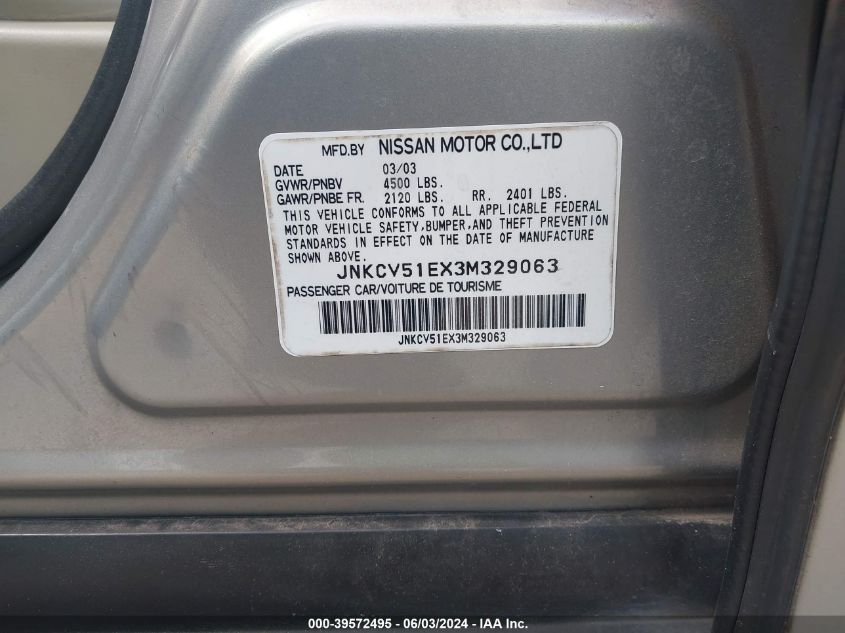 MFD.BY NISSAN MOTOR CO.,LTD
DATE 03/03
GVWR/PNBV 4500 LBS.
GAWR/PNBE FR. 2120 LBS. RR. 2401 LBS.
THIS VEHICLE CONFORMS TO ALL APPLICABLE FEDERAL
MOTOR VEHICLE SAFETY,BUMPER,AND THEFT PREVENTION
STANDARDS IN EFFECT ON THE DATE OF MANUFACTURE
SHOWN ABOVE.
JNKCV51EX3M329063
PASSENGER CAR/VOITURE DE TOURISME
JNKCV51EX3M329063
000-39572495 - 06/03/2024 - IAA Inc.